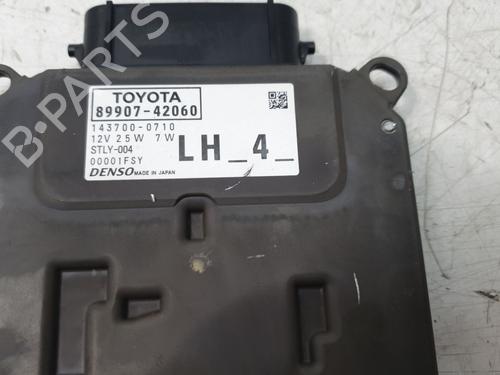 B-PARTS
TOYOTA
89907-42060
143700-0710
12V 25W 7W
STLY-004
00001FSY
LH_4_
DENSO MADE IN JAPAN